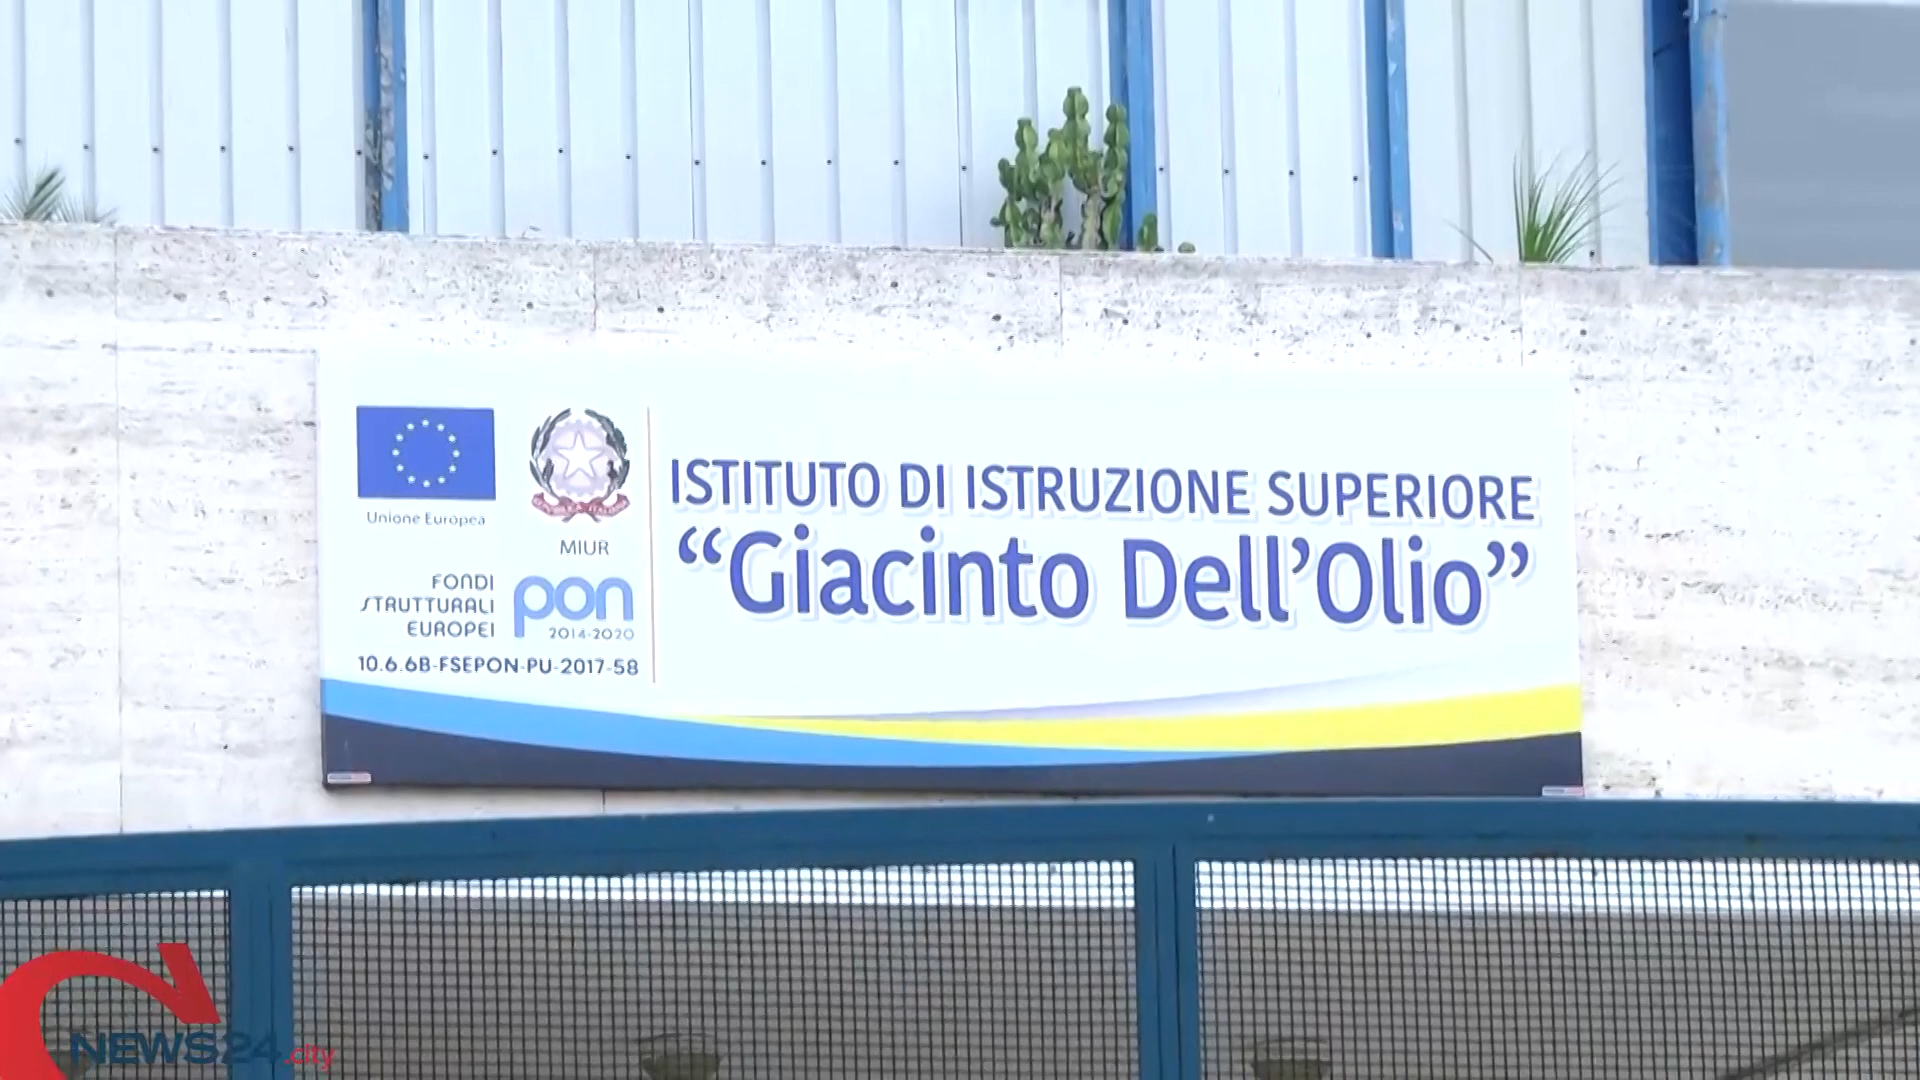 Unione Europea
MIUR
FONDI
STRUTTURALI
EUROPEI
pon
2014-2020
10.6.6B-FSEPON-PU-2017-58
ISTITUTO DI ISTRUZIONE SUPERIORE
“Giacinto Dell’Olio”
NEWS24.city